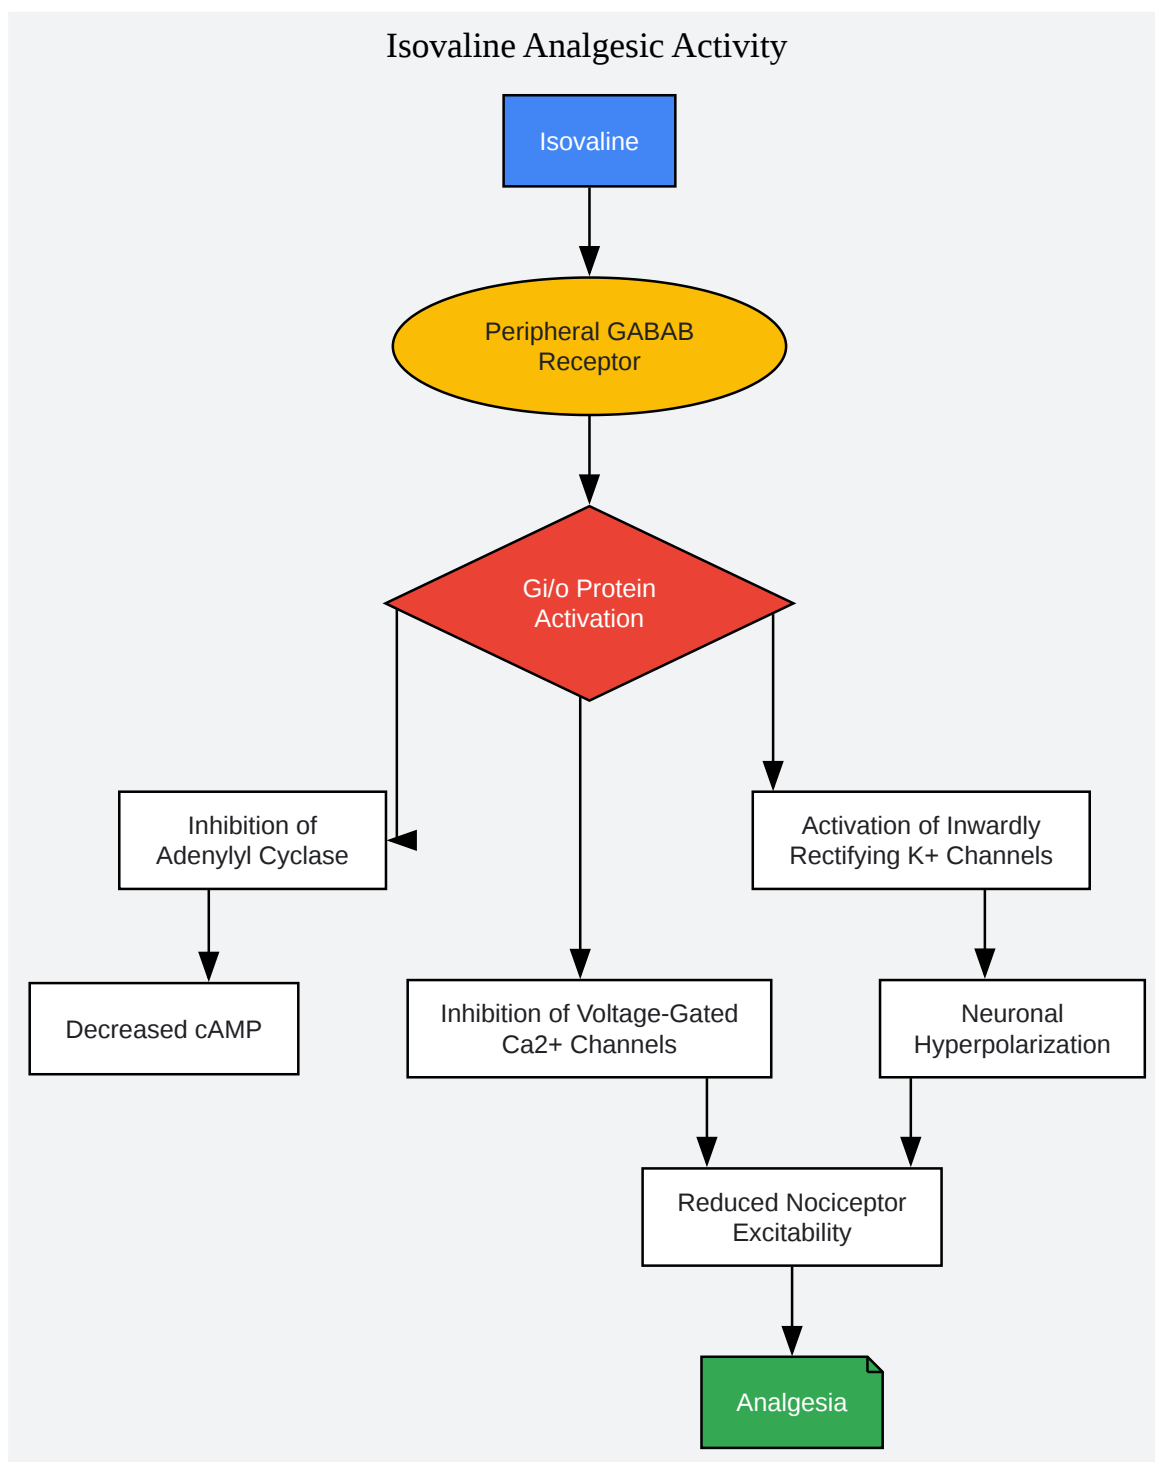 Isovaline Analgesic Activity
Isovaline
Peripheral GABAB
Receptor
Gi/o Protein
Activation
Inhibition of
Adenylyl Cyclase
Activation of Inwardly
Rectifying K+ Channels
Decreased cAMP
Inhibition of Voltage-Gated
Ca2+ Channels
Neuronal
Hyperpolarization
Reduced Nociceptor
Excitability
Analgesia